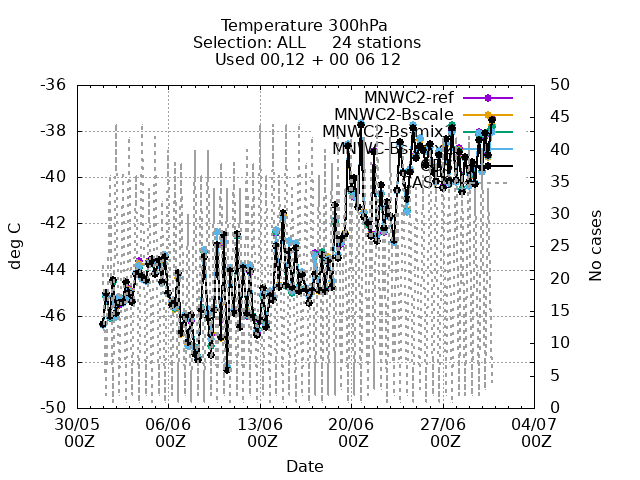 Temperature 300hPa
Selection: ALL 24 stations
Used 00,12 + 00 06 12
-36
-38
-40
-42
-44
-46
-48
-50
deg C
50
45
40
35
30
25
20
15
10
5
0
No cases
MNWC2-ref
MNWC2-Bscale
MNWC2-Bstmix
30/05 06/06 13/06 20/06 27/06 04/07
00Z 00Z 00Z 00Z 00Z 00Z
Date